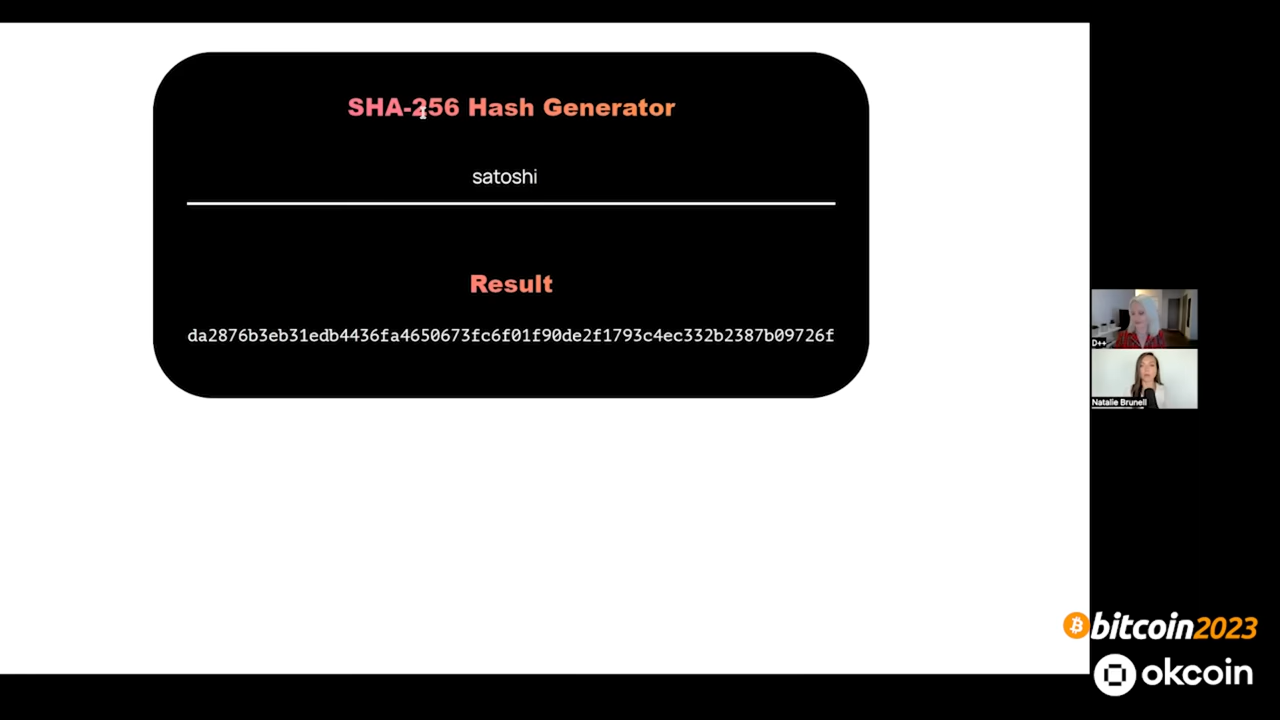 SHA-256 Hash Generator
satoshi
Result
da2876b3eb31edb4436fa4650673fc6f01f90de2f1793c4ec332b2387b09726f
D++
Natalie Brunell
bitcoin2023
okcoin